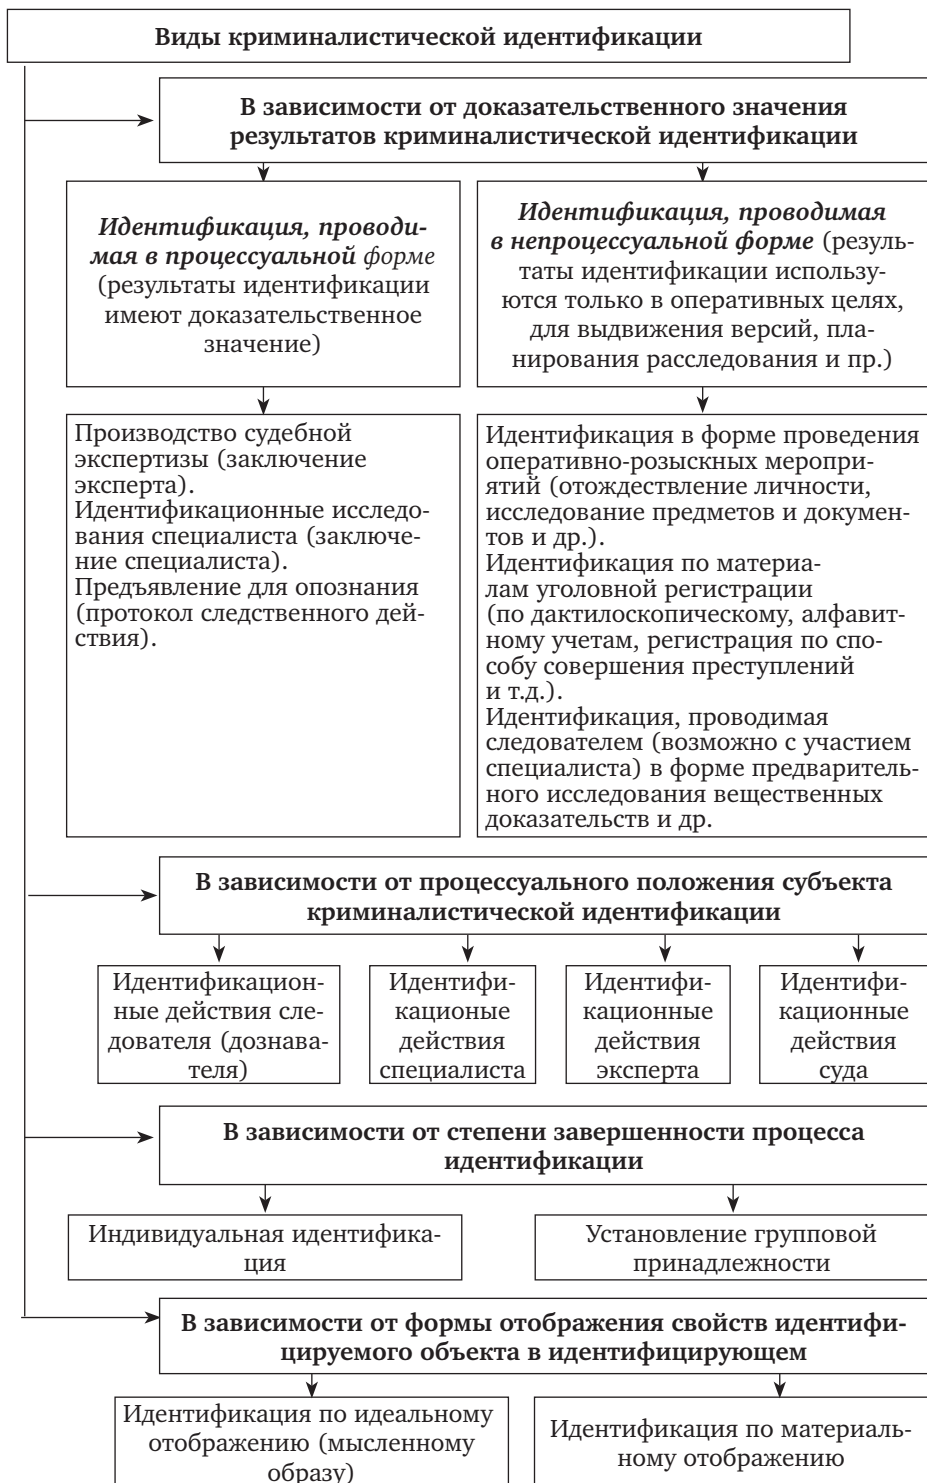 Виды криминалистической идентификации
В зависимости от доказательственного значения
результатов криминалистической идентификации
Идентификация, проводи-
мая в процессуальной форме
(результаты идентификации
имеют доказательственное
значение)
Идентификация, проводимая
в непроцессуальной форме (резуль-
таты идентификации использу-
ются только в оперативных целях,
для выдвижения версий, пла-
нирования расследования и пр.)
Производство судебной
экспертизы (заключение
эксперта).
Идентификационные исследо-
вания специалиста (заключе-
ние специалиста).
Предъявление для опознания
(протокол следственного дей-
ствия).
Идентификация в форме проведения
оперативно-розыскных меропри-
ятий (отождествление личности,
исследование предметов и докумен-
тов и др.).
Идентификация по материа-
лам уголовной регистрации
(по дактилоскопическому, алфавит-
ному учетам, регистрация по спо-
собу совершения преступлений
и т.д.).
Идентификация, проводимая
следователем (возможно с участием
специалиста) в форме предваритель-
ного исследования вещественных
доказательств и др.
В зависимости от процессуального положения субъекта
криминалистической идентификации
Идентификацион-
ные действия сле-
дователя (дознава-
теля)
Идентифи-
кационые
действия
специалиста
Идентифи-
кационные
действия
эксперта
Идентифи-
кационные
действия
суда
В зависимости от степени завершенности процесса
идентификации
Индивидуальная идентифика-
ция
Установление групповой
принадлежности
В зависимости от формы отображения свойств идентифи-
цируемого объекта в идентифицирующем
Идентификация по идеальному
отображению (мысленному
образу)
Идентификация по материаль-
ному отображению